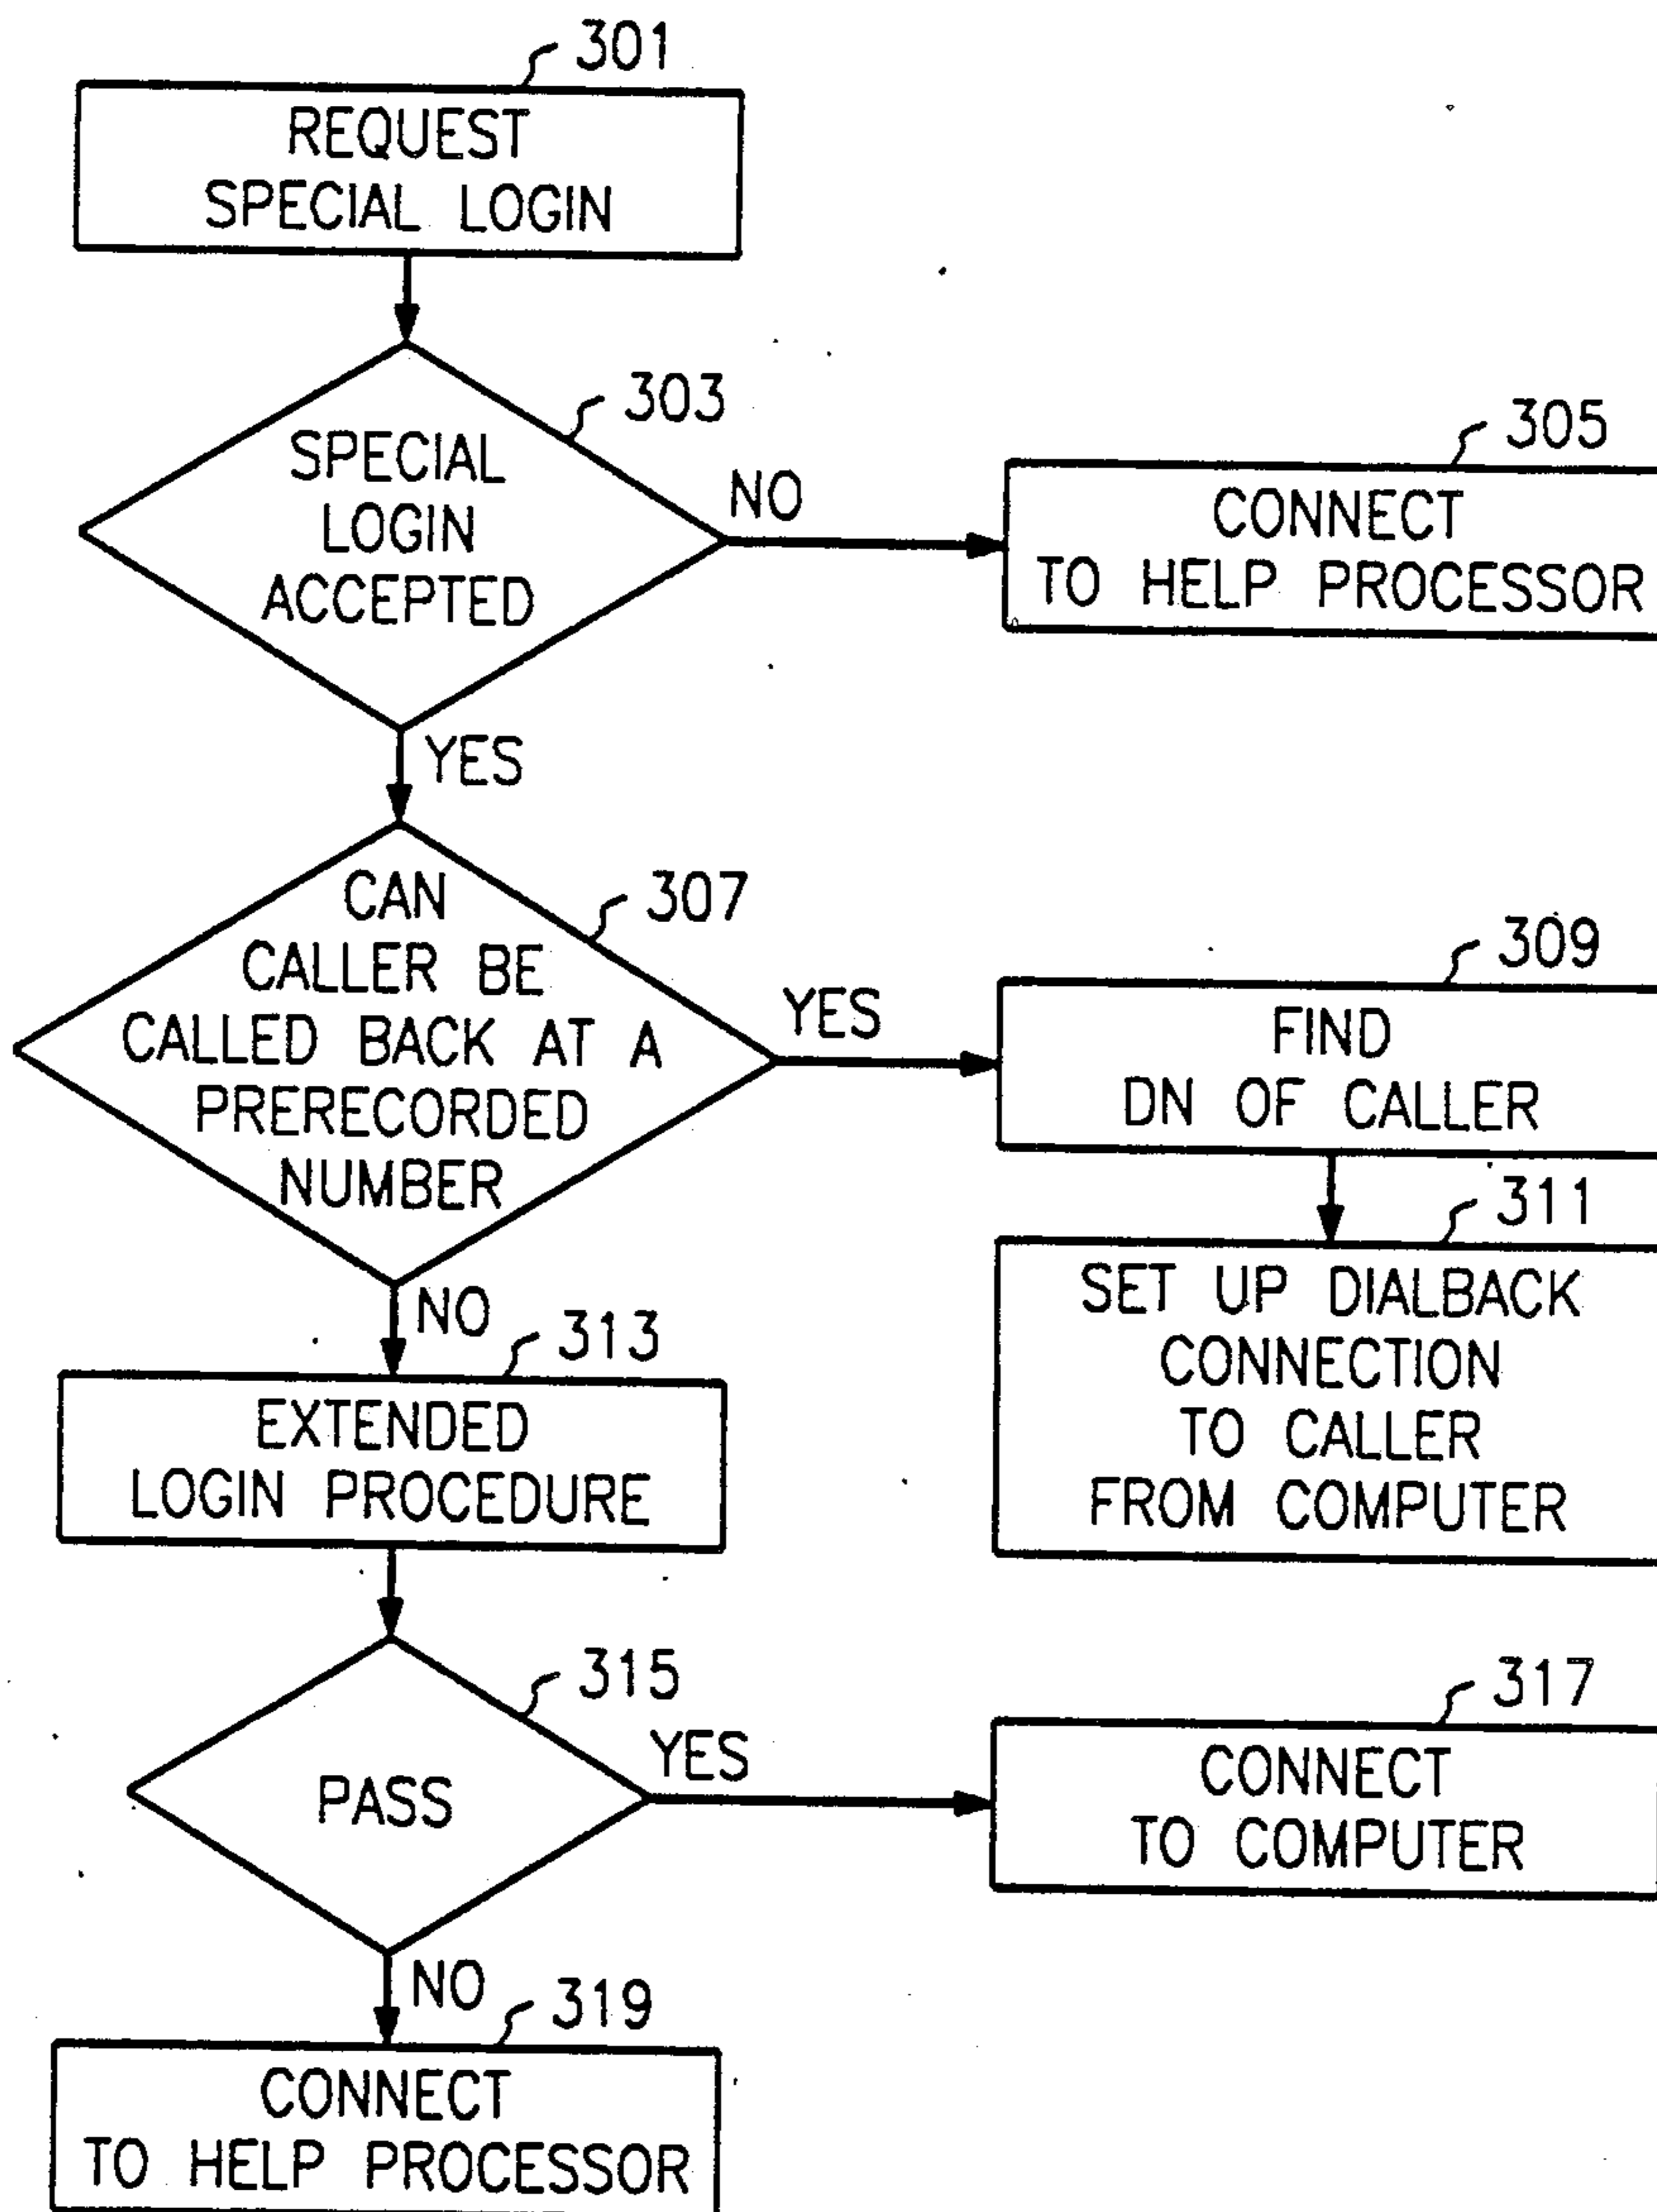 301
REQUEST
SPECIAL LOGIN
303
SPECIAL
LOGIN
ACCEPTED
NO
305
CONNECT
TO HELP PROCESSOR
YES
307
CAN
CALLER BE
CALLED BACK AT A
PRERECORDED
NUMBER
YES
309
FIND
DN OF CALLER
311
SET UP DIALBACK
CONNECTION
TO CALLER
FROM COMPUTER
NO
313
EXTENDED
LOGIN PROCEDURE
315
PASS
YES
317
CONNECT
TO COMPUTER
NO
319
CONNECT
TO HELP PROCESSOR